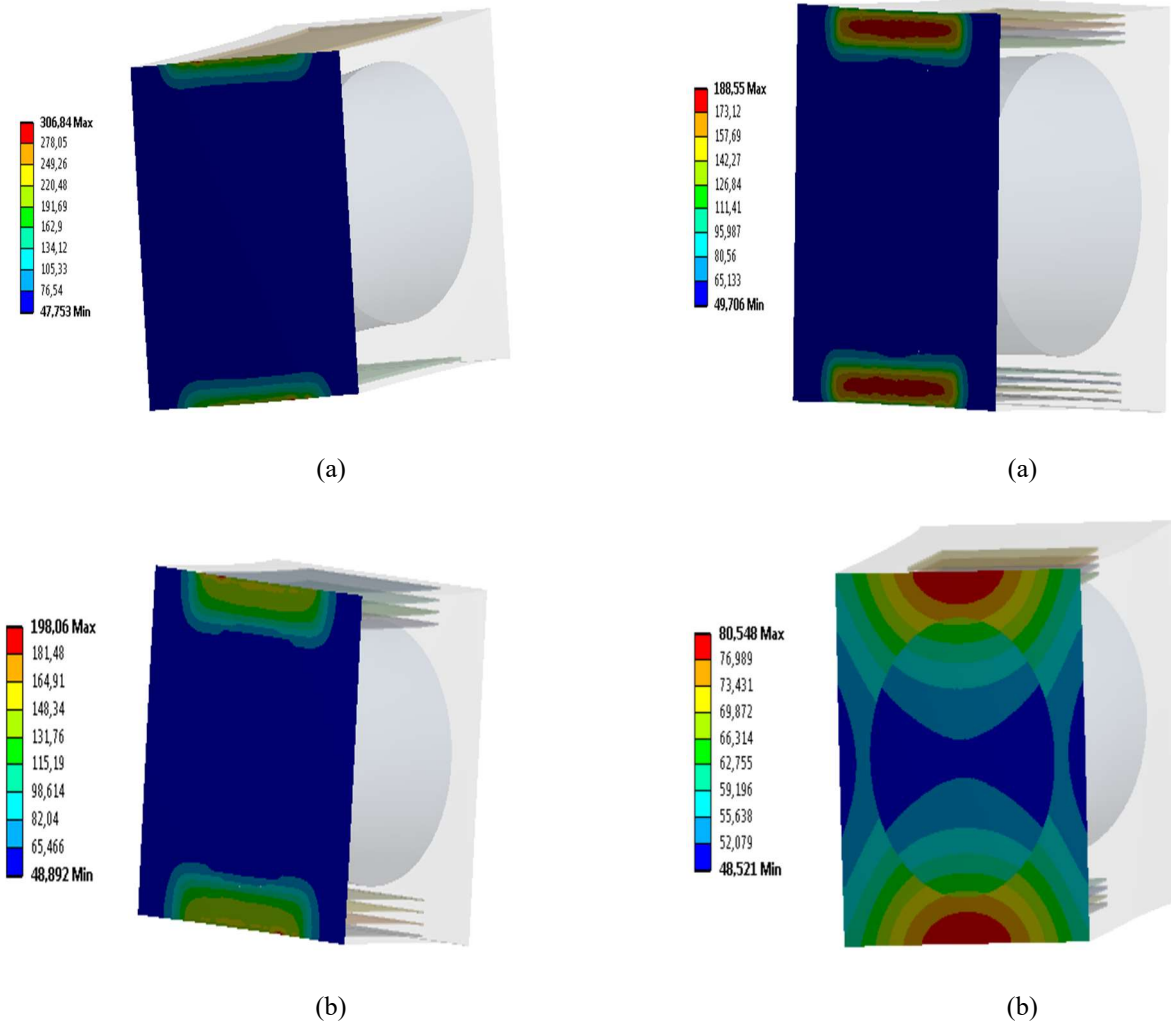 306,84 Max
278,05
249,26
220,48
191,69
162,9
134,12
105,33
76,54
47,753 Min
(a)
188,55 Max
173,12
157,69
142,27
126,84
111,41
95,987
80,56
65,133
49,706 Min
(a)
198,06 Max
181,48
164,91
148,34
131,76
115,19
98,614
82,04
65,466
48,892 Min
(b)
80,548 Max
76,989
73,431
69,872
66,314
62,755
59,196
55,638
52,079
48,521 Min
(b)